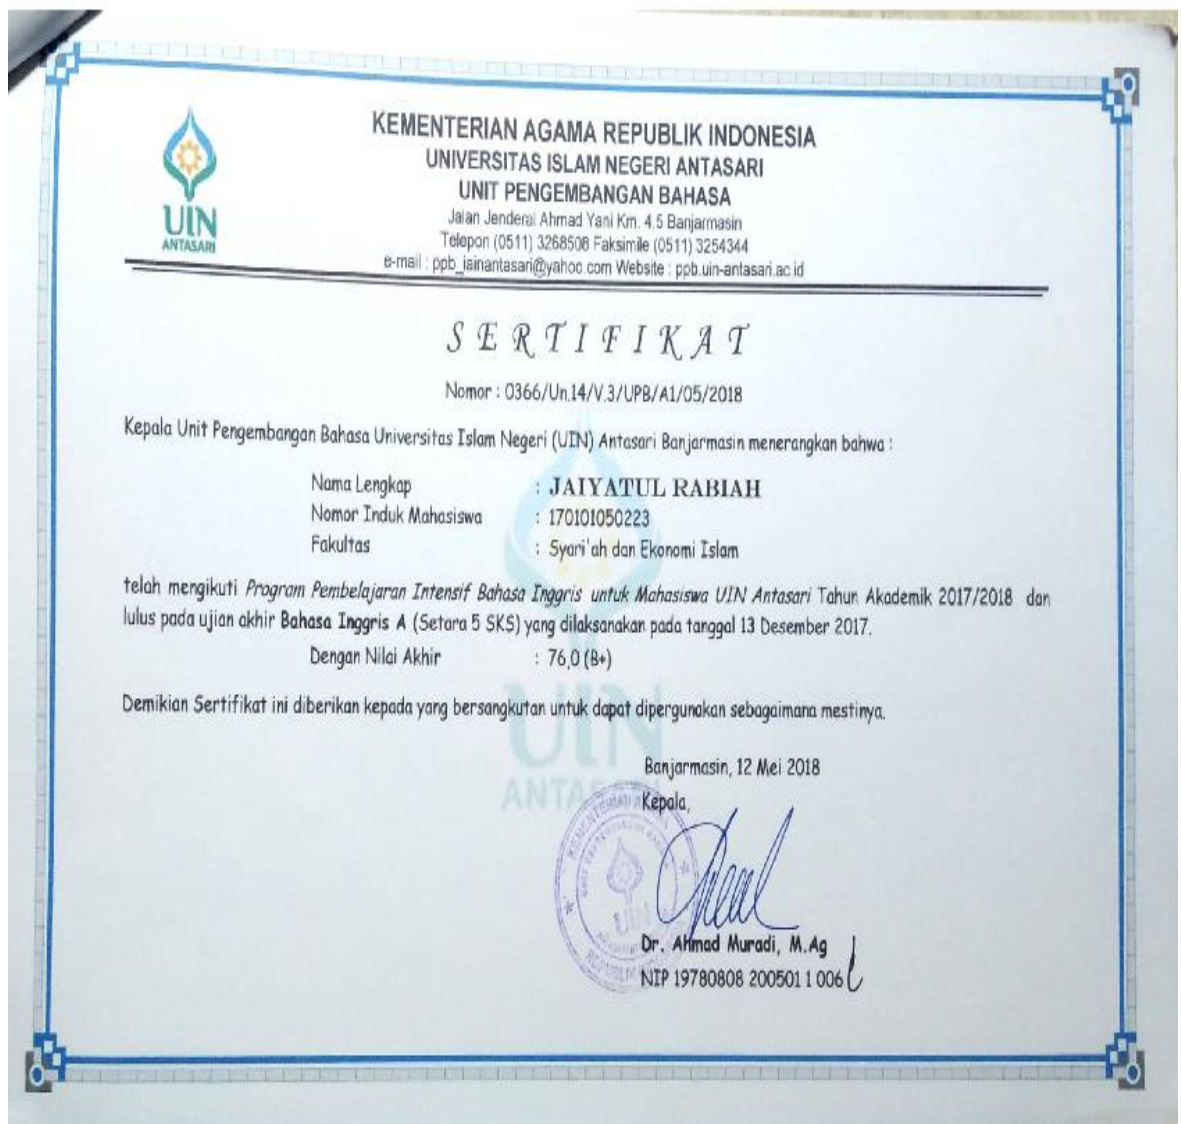 UIN
ANTASARI
KEMENTERIAN AGAMA REPUBLIK INDONESIA
UNIVERSITAS ISLAM NEGERI ANTASARI
UNIT PENGEMBANGAN BAHASA
Jalan Jenderal Ahmad Yani Km. 4.5 Banjarmasin
Telepon (0511) 3268508 Faksimile (0511) 3254344
e-mail : ppb_iainantasari@yahoo.com Website : ppb.uin-antasari.ac.id
SERTIFIKAT
Nomor : 0366/Un.14/V.3/UPB/A1/05/2018
Kepala Unit Pengembangan Bahasa Universitas Islam Negeri (UIN) Antasari Banjarmasin menerangkan bahwa :
Nama Lengkap : JAIYATUL RABIAH
Nomor Induk Mahasiswa : 170101050223
Fakultas : Syari'ah dan Ekonomi Islam
telah mengikuti Program Pembelajaran Intensif Bahasa Inggris untuk Mahasiswa UIN Antasari Tahun Akademik 2017/2018 dan
lulus pada ujian akhir Bahasa Inggris A (Setara 5 SKS) yang dilaksanakan pada tanggal 13 Desember 2017.
Dengan Nilai Akhir : 76,0 (B+)
Demikian Sertifikat ini diberikan kepada yang bersangkutan untuk dapat dipergunakan sebagaimana mestinya.
UIN
Banjarmasin, 12 Mei 2018
Kepala,
UIN
Dr. Ahmad Muradi, M.Ag
NIP 19780808 200501 1 006